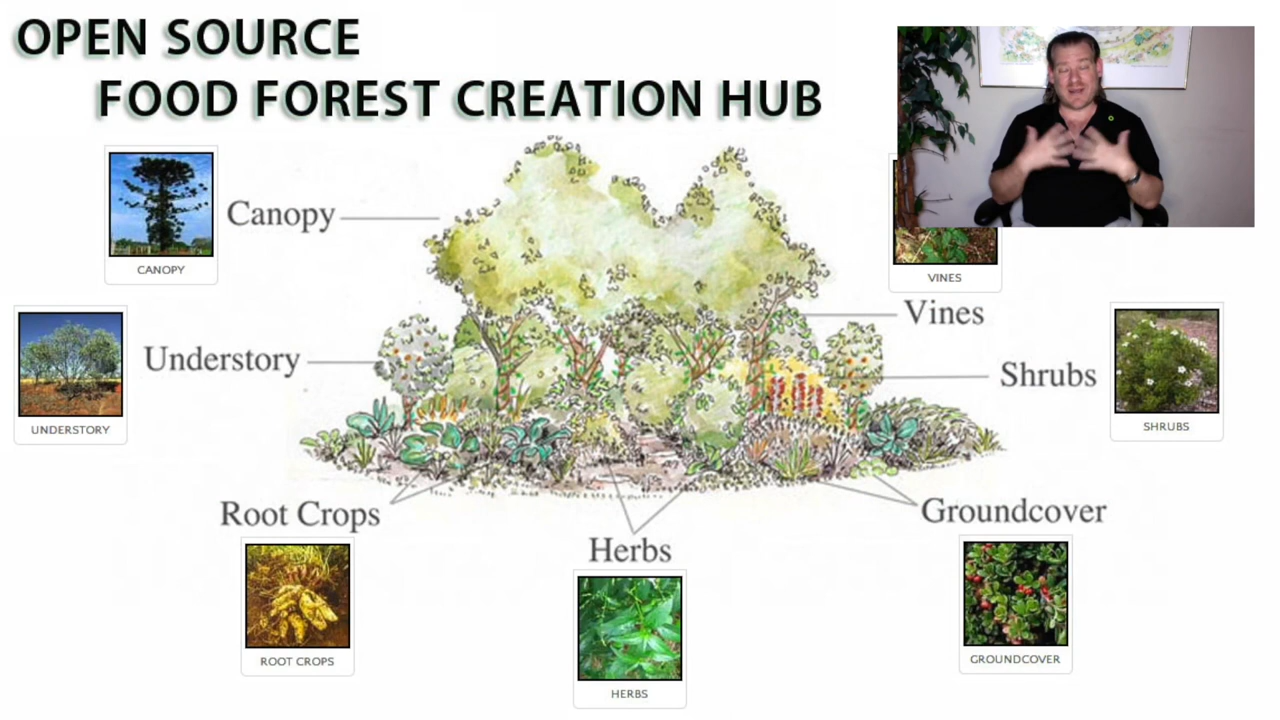 OPEN SOURCE
FOOD FOREST CREATION HUB
Canopy
CANOPY
VINES
Vines
Understory
UNDERSTORY
Shrubs
SHRUBS
Root Crops
ROOT CROPS
Herbs
HERBS
Groundcover
GROUNDCOVER